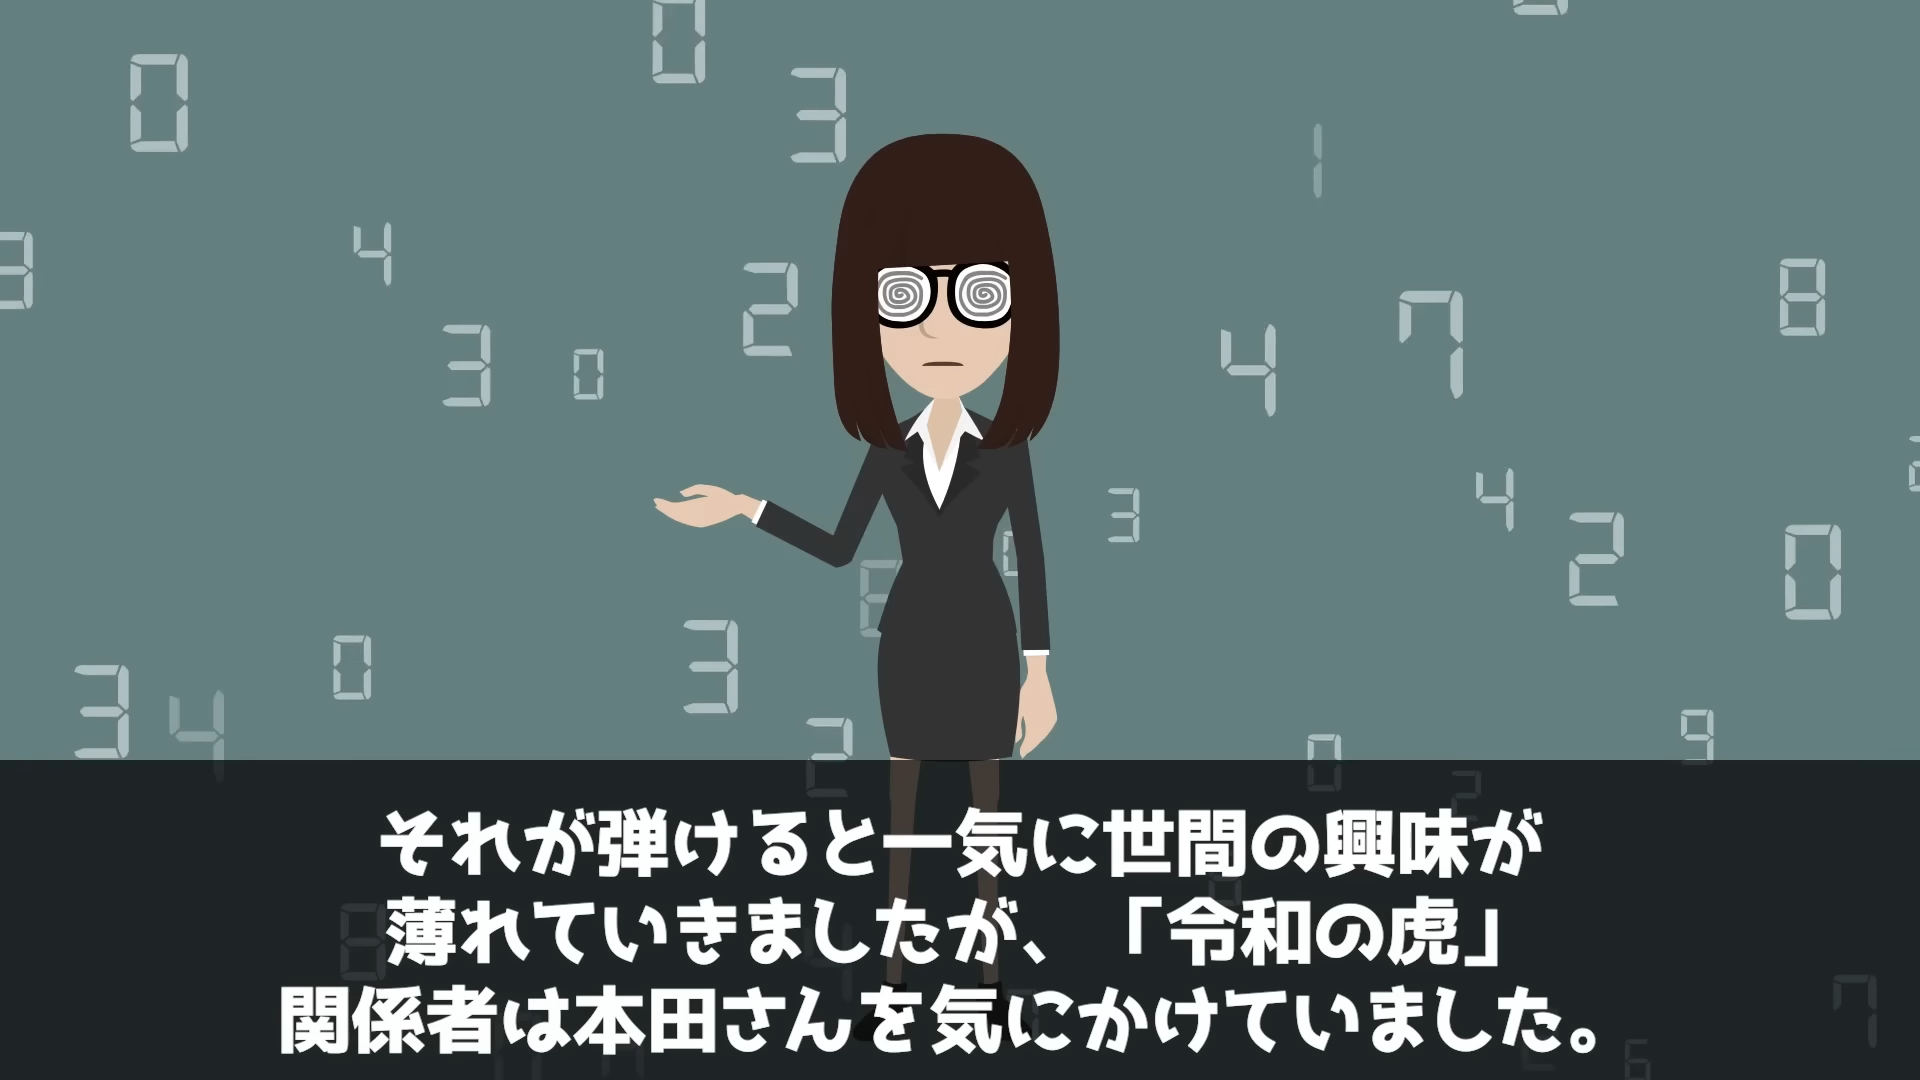 それが弾けると一気に世間の興味が
薄れていきましたが、「令和の虎」
関係者は本田さんを気にかけていました。